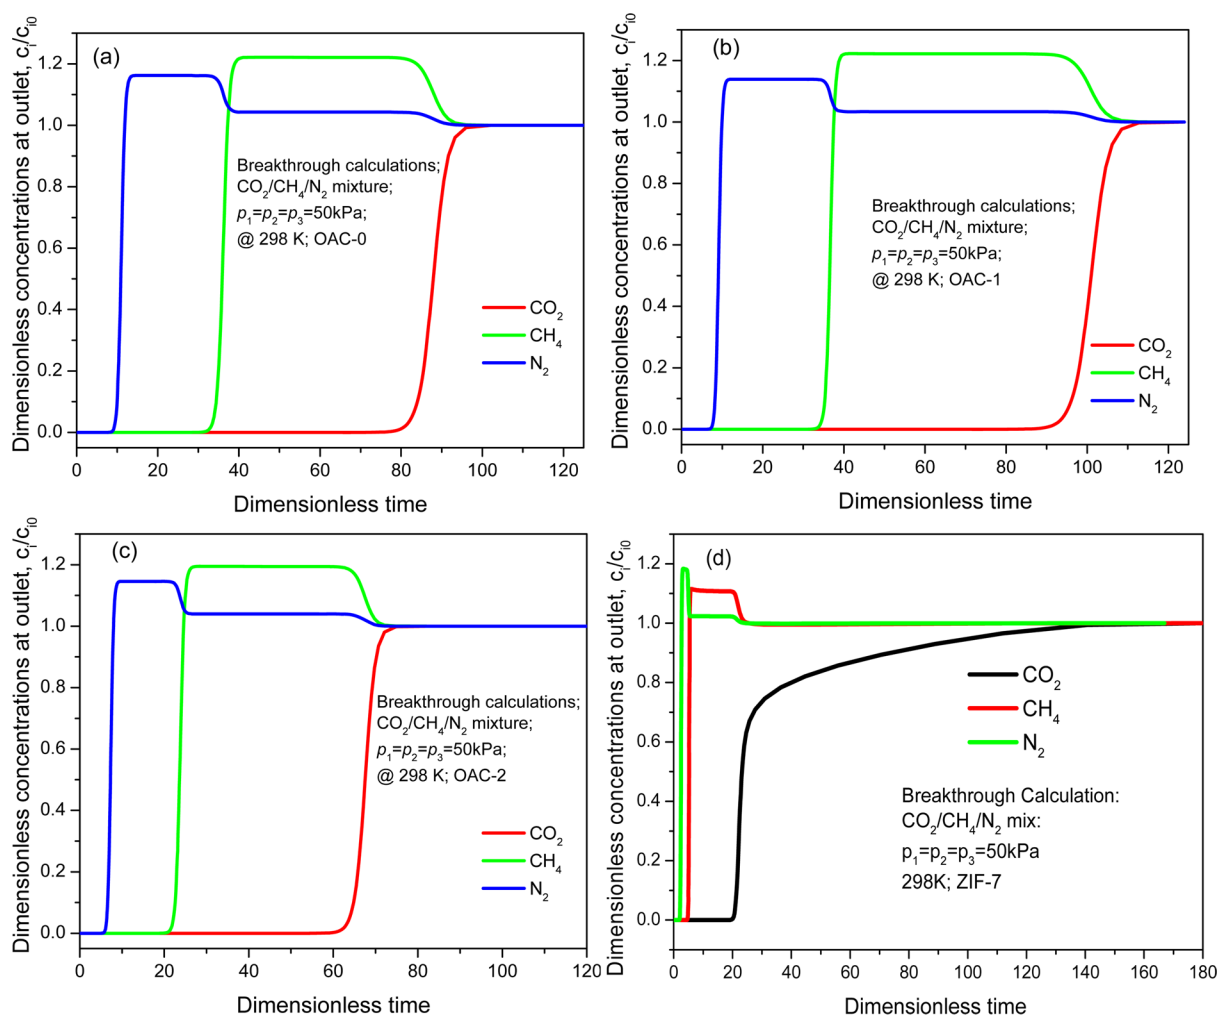 (a)
Dimensionless concentrations at outlet, cᵢ/cᵢ₀
1.2
1.0
0.8
0.6
0.4
0.2
0.0
Breakthrough calculations;
CO₂/CH₄/N₂ mixture;
p₁=p₂=p₃=50kPa;
@ 298 K; OAC-0
CO₂
CH₄
N₂
0 20 40 60 80 100 120
Dimensionless time
(b)
Dimensionless concentrations at outlet, cᵢ/cᵢ₀
1.2
1.0
0.8
0.6
0.4
0.2
0.0
Breakthrough calculations;
CO₂/CH₄/N₂ mixture;
p₁=p₂=p₃=50kPa;
@ 298 K; OAC-1
CO₂
CH₄
N₂
0 20 40 60 80 100 120
Dimensionless time
(c)
Dimensionless concentrations at outlet, cᵢ/cᵢ₀
1.2
1.0
0.8
0.6
0.4
0.2
0.0
Breakthrough calculations;
CO₂/CH₄/N₂ mixture;
p₁=p₂=p₃=50kPa;
@ 298 K; OAC-2
CO₂
CH₄
N₂
0 20 40 60 80 100 120
Dimensionless time
(d)
Dimensionless concentrations at outlet, cᵢ/cᵢ₀
1.2
1.0
0.8
0.6
0.4
0.2
0.0
CO₂
CH₄
N₂
Breakthrough Calculation:
CO₂/CH₄/N₂ mix:
p₁=p₂=p₃=50kPa
298K; ZIF-7
0 20 40 60 80 100 120 140 160 180
Dimensionless time